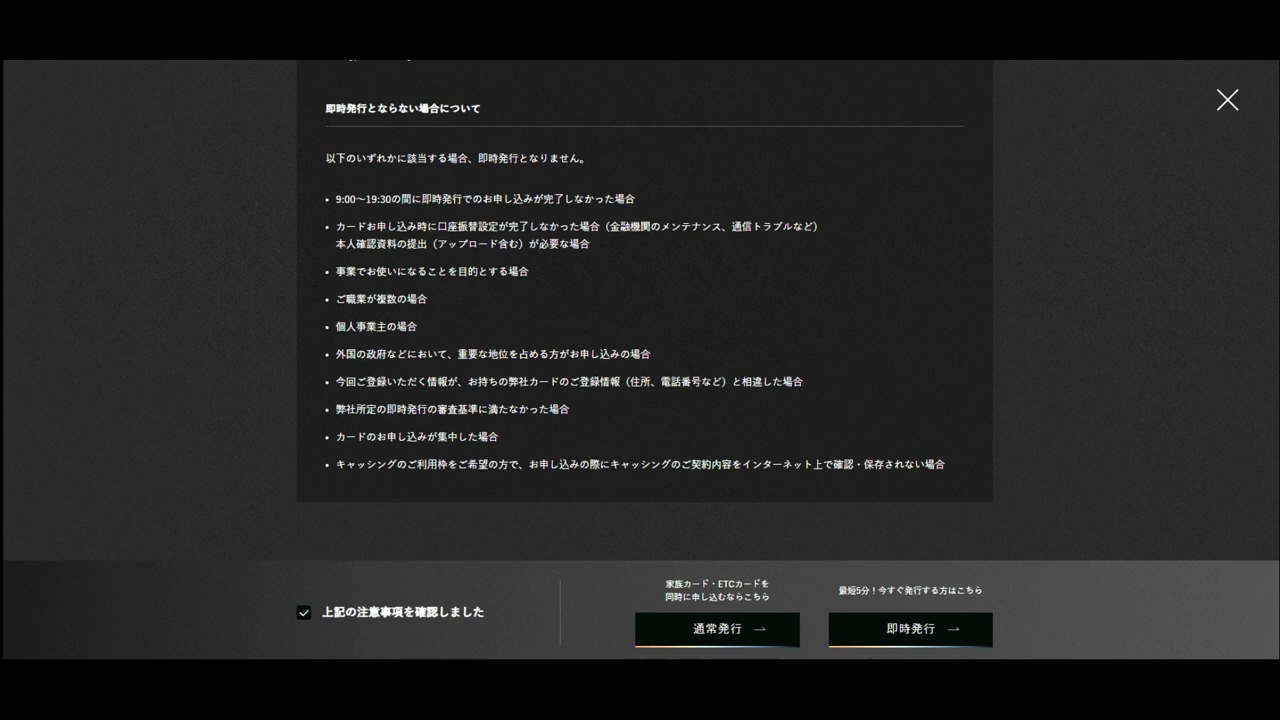 即時発行とならない場合について
以下のいずれかに該当する場合、即時発行となりません。
• 9:00〜19:30の間に即時発行でのお申し込みが完了しなかった場合
• カードお申し込み時に口座振替設定が完了しなかった場合（金融機関のメンテナンス、通信トラブルなど）
本人確認資料の提出（アップロード含む）が必要な場合
• 事業でお使いになることを目的とする場合
• ご職業が複数の場合
• 個人事業主の場合
• 外国の政府などにおいて、重要な地位を占める方がお申し込みの場合
• 今回ご登録いただく情報が、お持ちの弊社カードのご登録情報（住所、電話番号など）と相違した場合
• 弊社所定の即時発行の審査基準に満たなかった場合
• カードのお申し込みが集中した場合
• キャッシングのご利用枠をご希望の方で、お申し込みの際にキャッシングのご契約内容をインターネット上で確認・保存されない場合
上記の注意事項を確認しました
家族カード・ETCカードを
同時に申し込むならこちら
通常発行
最短5分！今すぐ発行する方はこちら
即時発行